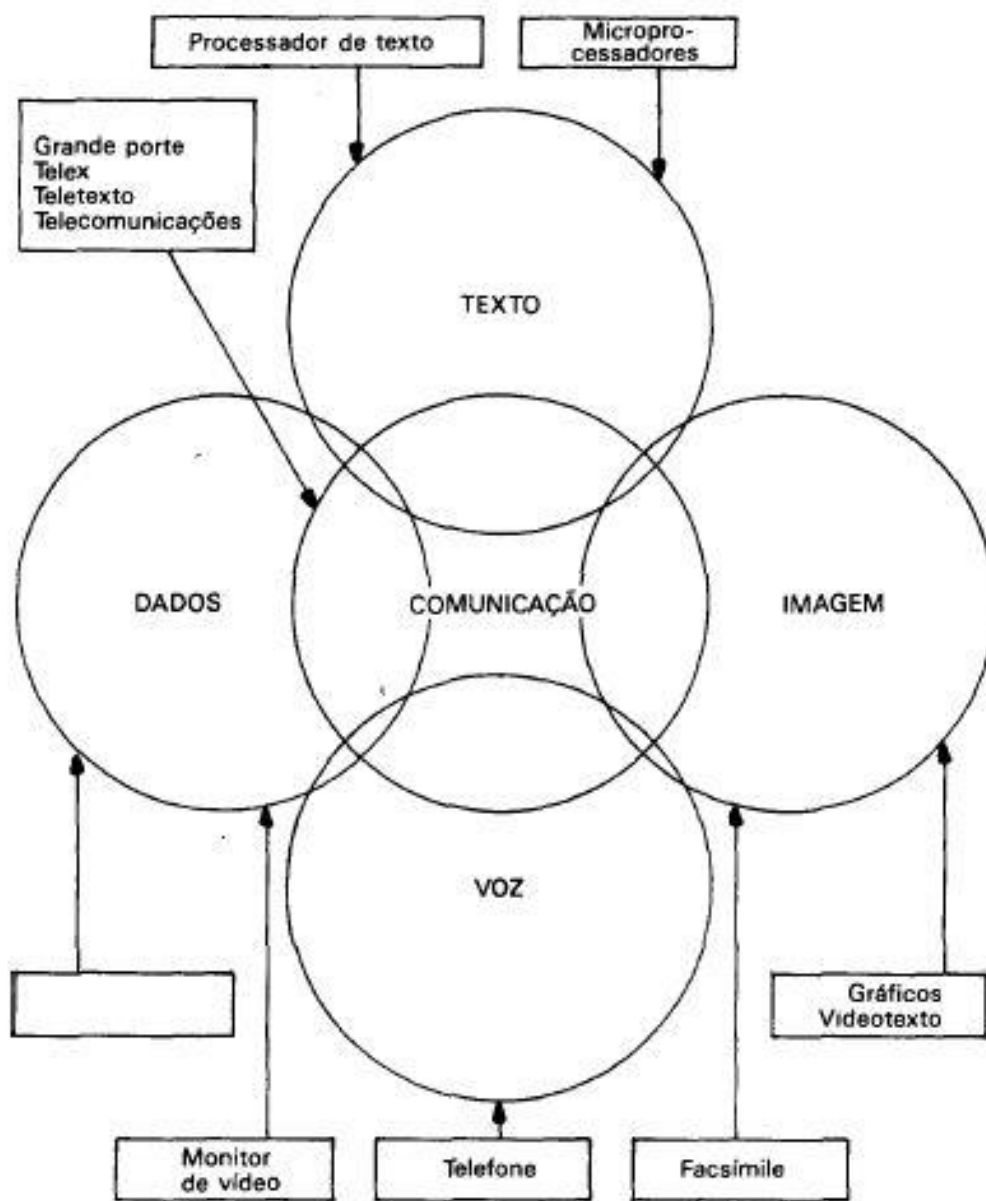 Processador de texto
Micropro-
cessadores
Grande porte
Telex
Teletexto
Telecomunicações
TEXTO
DADOS
COMUNICAÇÃO
IMAGEM
VOZ
Gráficos
Videotexto
Monitor
de vídeo
Telefone
Facsímile